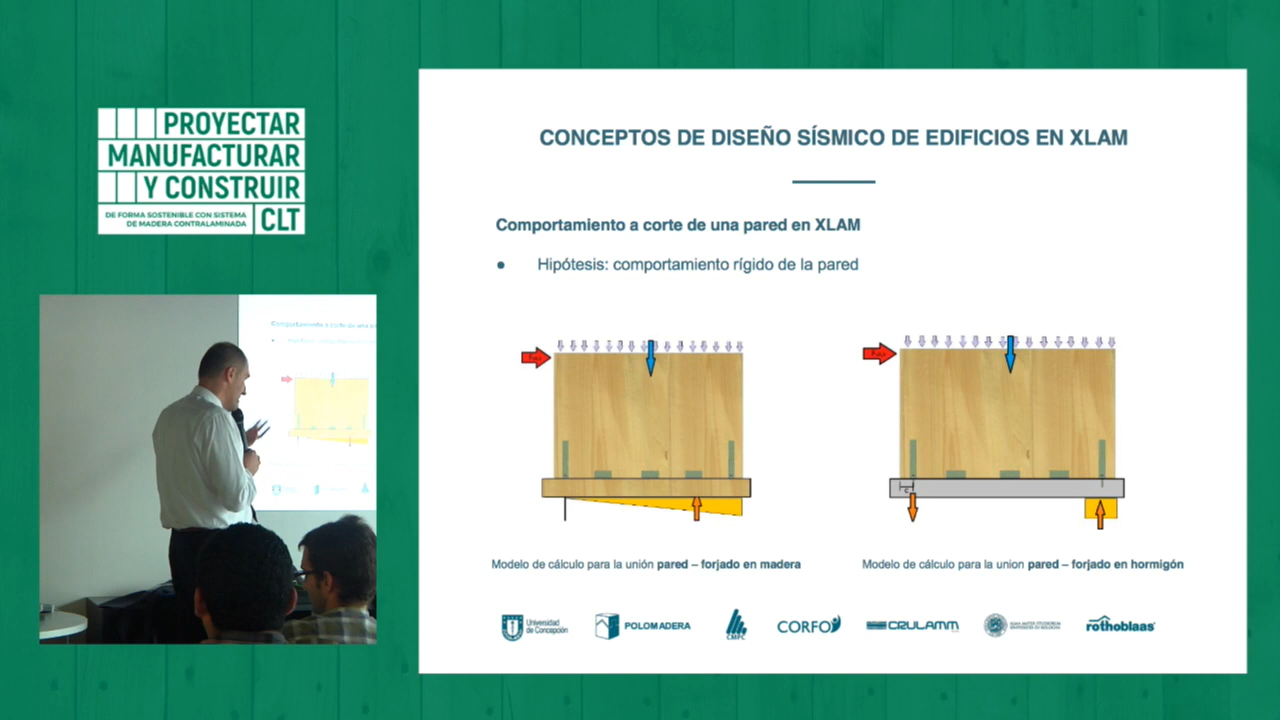 PROYECTAR
MANUFACTURAR
Y CONSTRUIR
DE FORMA SOSTENIBLE CON SISTEMA
DE MADERA CONTRALAMINADA
CLT
CONCEPTOS DE DISEÑO SÍSMICO DE EDIFICIOS EN XLAM
Comportamiento a corte de una pared en XLAM
● Hipótesis: comportamiento rígido de la pared
Modelo de cálculo para la unión pared – forjado en madera
Modelo de cálculo para la union pared – forjado en hormigón
Universidad
de Concepción
POLOMADERA
CMPC
CORFO
CRULAMM
rothoblaas